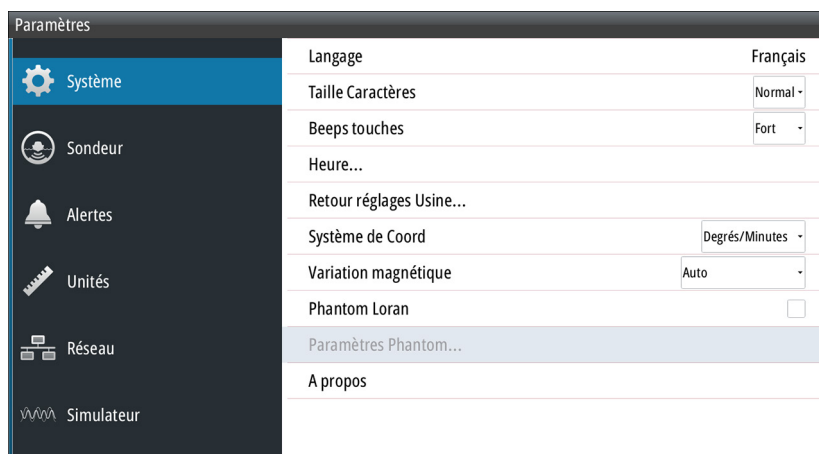 Paramètres
Système
Sondeur
Alertes
Unités
Réseau
Simulateur
Langage Français
Taille Caractères Normal
Beeps touches Fort
Heure...
Retour réglages Usine...
Système de Coord Degrés/Minutes
Variation magnétique Auto
Phantom Loran
Paramètres Phantom...
A propos